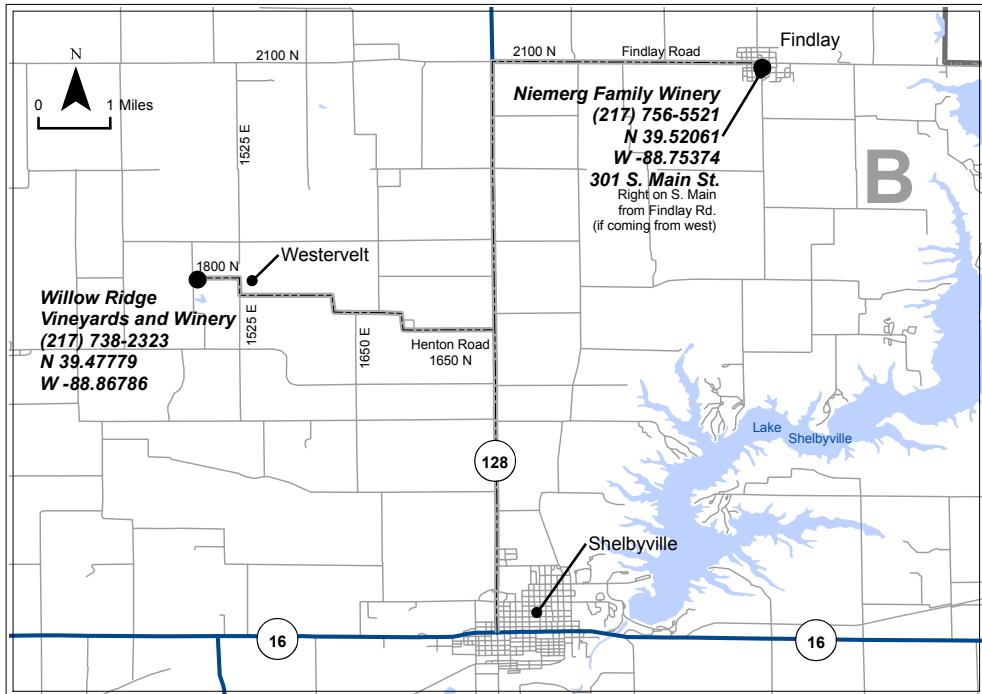 N
0 1 Miles
2100 N
2100 N
Findlay Road
Findlay
Niemerg Family Winery
(217) 756-5521
N 39.52061
W -88.75374
301 S. Main St.
Right on S. Main
from Findlay Rd.
(if coming from west)
B
1525 E
Westervelt
1800 N
Willow Ridge
Vineyards and Winery
(217) 738-2323
N 39.47779
W -88.86786
1525 E
1650 E
Henton Road
1650 N
Lake
Shelbyville
128
Shelbyville
16
16